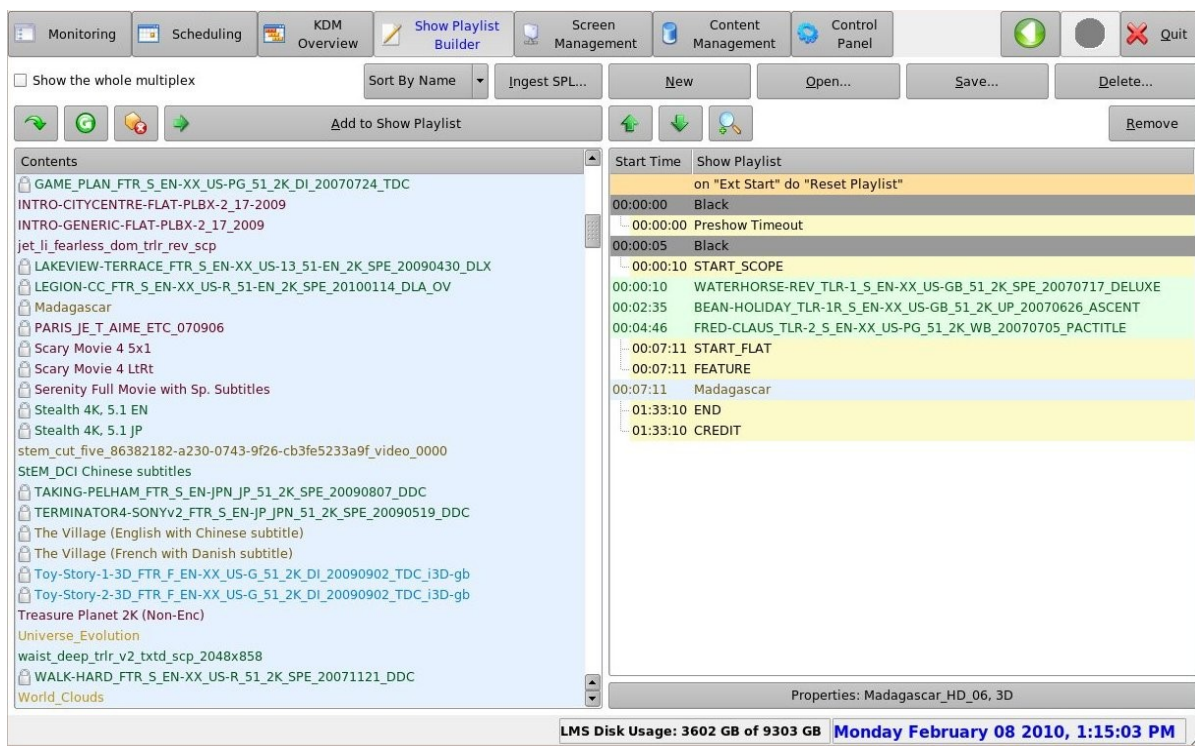 Monitoring
Scheduling
KDM
Overview
Show Playlist
Builder
Screen
Management
Content
Management
Control
Panel
Quit
Show the whole multiplex
Sort By Name
Ingest SPL...
New
Open...
Save...
Delete...
Add to Show Playlist
Remove
Contents
GAME_PLAN_FTR_S_EN-XX_US-PG_51_2K_DI_20070724_TDC
INTRO-CITYCENTRE-FLAT-PLBX-2_17-2009
INTRO-GENERIC-FLAT-PLBX-2_17_2009
jet_li_fearless_dom_trlr_rev_scp
LAKEVIEW-TERRACE_FTR_S_EN-XX_US-13_51-EN_2K_SPE_20090430_DLX
LEGION-CC_FTR_S_EN-XX_US-R_51-EN_2K_SPE_20100114_DLA_OV
Madagascar
PARIS_JE_T_AIME_ETC_070906
Scary Movie 4 5x1
Scary Movie 4 LtRt
Serenity Full Movie with Sp. Subtitles
Stealth 4K, 5.1 EN
Stealth 4K, 5.1 JP
stem_cut_five_86382182-a230-0743-9f26-cb3fe5233a9f_video_0000
StEM_DCI Chinese subtitles
TAKING-PELHAM_FTR_S_EN-JPN_JP_51_2K_SPE_20090807_DDC
TERMINATOR4-SONYv2_FTR_S_EN-JP_JPN_51_2K_SPE_20090519_DDC
The Village (English with Chinese subtitle)
The Village (French with Danish subtitle)
Toy-Story-1-3D_FTR_F_EN-XX_US-G_51_2K_DI_20090902_TDC_i3D-gb
Toy-Story-2-3D_FTR_F_EN-XX_US-G_51_2K_DI_20090902_TDC_i3D-gb
Treasure Planet 2K (Non-Enc)
Universe_Evolution
waist_deep_trlr_v2_txtd_scp_2048x858
WALK-HARD_FTR_S_EN-XX_US-R_51_2K_SPE_20071121_DDC
World_Clouds
Start Time Show Playlist
on "Ext Start" do "Reset Playlist"
00:00:00 Black
00:00:00 Preshow Timeout
00:00:05 Black
00:00:10 START_SCOPE
00:00:10 WATERHORSE-REV_TLR-1_S_EN-XX_US-GB_51_2K_SPE_20070717_DELUXE
00:02:35 BEAN-HOLIDAY_TLR-1R_S_EN-XX_US-GB_51_2K_UP_20070626_ASCENT
00:04:46 FRED-CLAUS_TLR-2_S_EN-XX_US-PG_51_2K_WB_20070705_PACTITLE
00:07:11 START_FLAT
00:07:11 FEATURE
00:07:11 Madagascar
01:33:10 END
01:33:10 CREDIT
Properties: Madagascar_HD_06, 3D
LMS Disk Usage: 3602 GB of 9303 GB
Monday February 08 2010, 1:15:03 PM